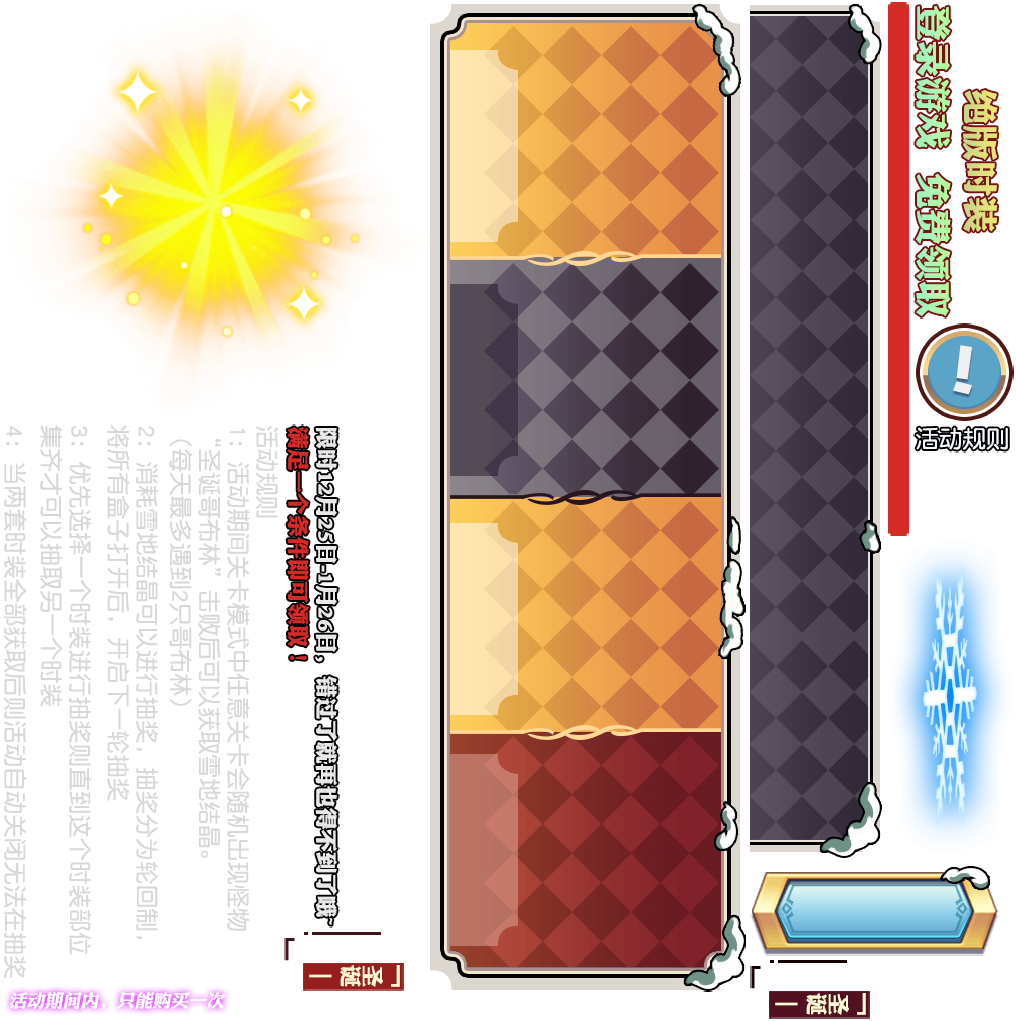 绝版时装
登录游戏 免费领取
活动规则
限时12月25日-1月26日，错过了就再也得不到了哦~
满足一个条件即可领取！
活动规则
1：活动期间关卡模式中任意关卡会随机出现怪物
“圣诞哥布林”击败后可以获取雪地结晶。
（每天最多遇到2只哥布林）
2：消耗雪地结晶可以进行抽奖，抽奖分为轮回制，
将所有盒子打开后，开启下一轮抽奖
3：优先选择一个时装进行抽奖则直到这个时装部位
集齐才可以抽取另一个时装
4：当两套时装全部获取后则活动自动关闭无法在抽奖
「圣诞
「圣诞
活动期间内，只能购买一次